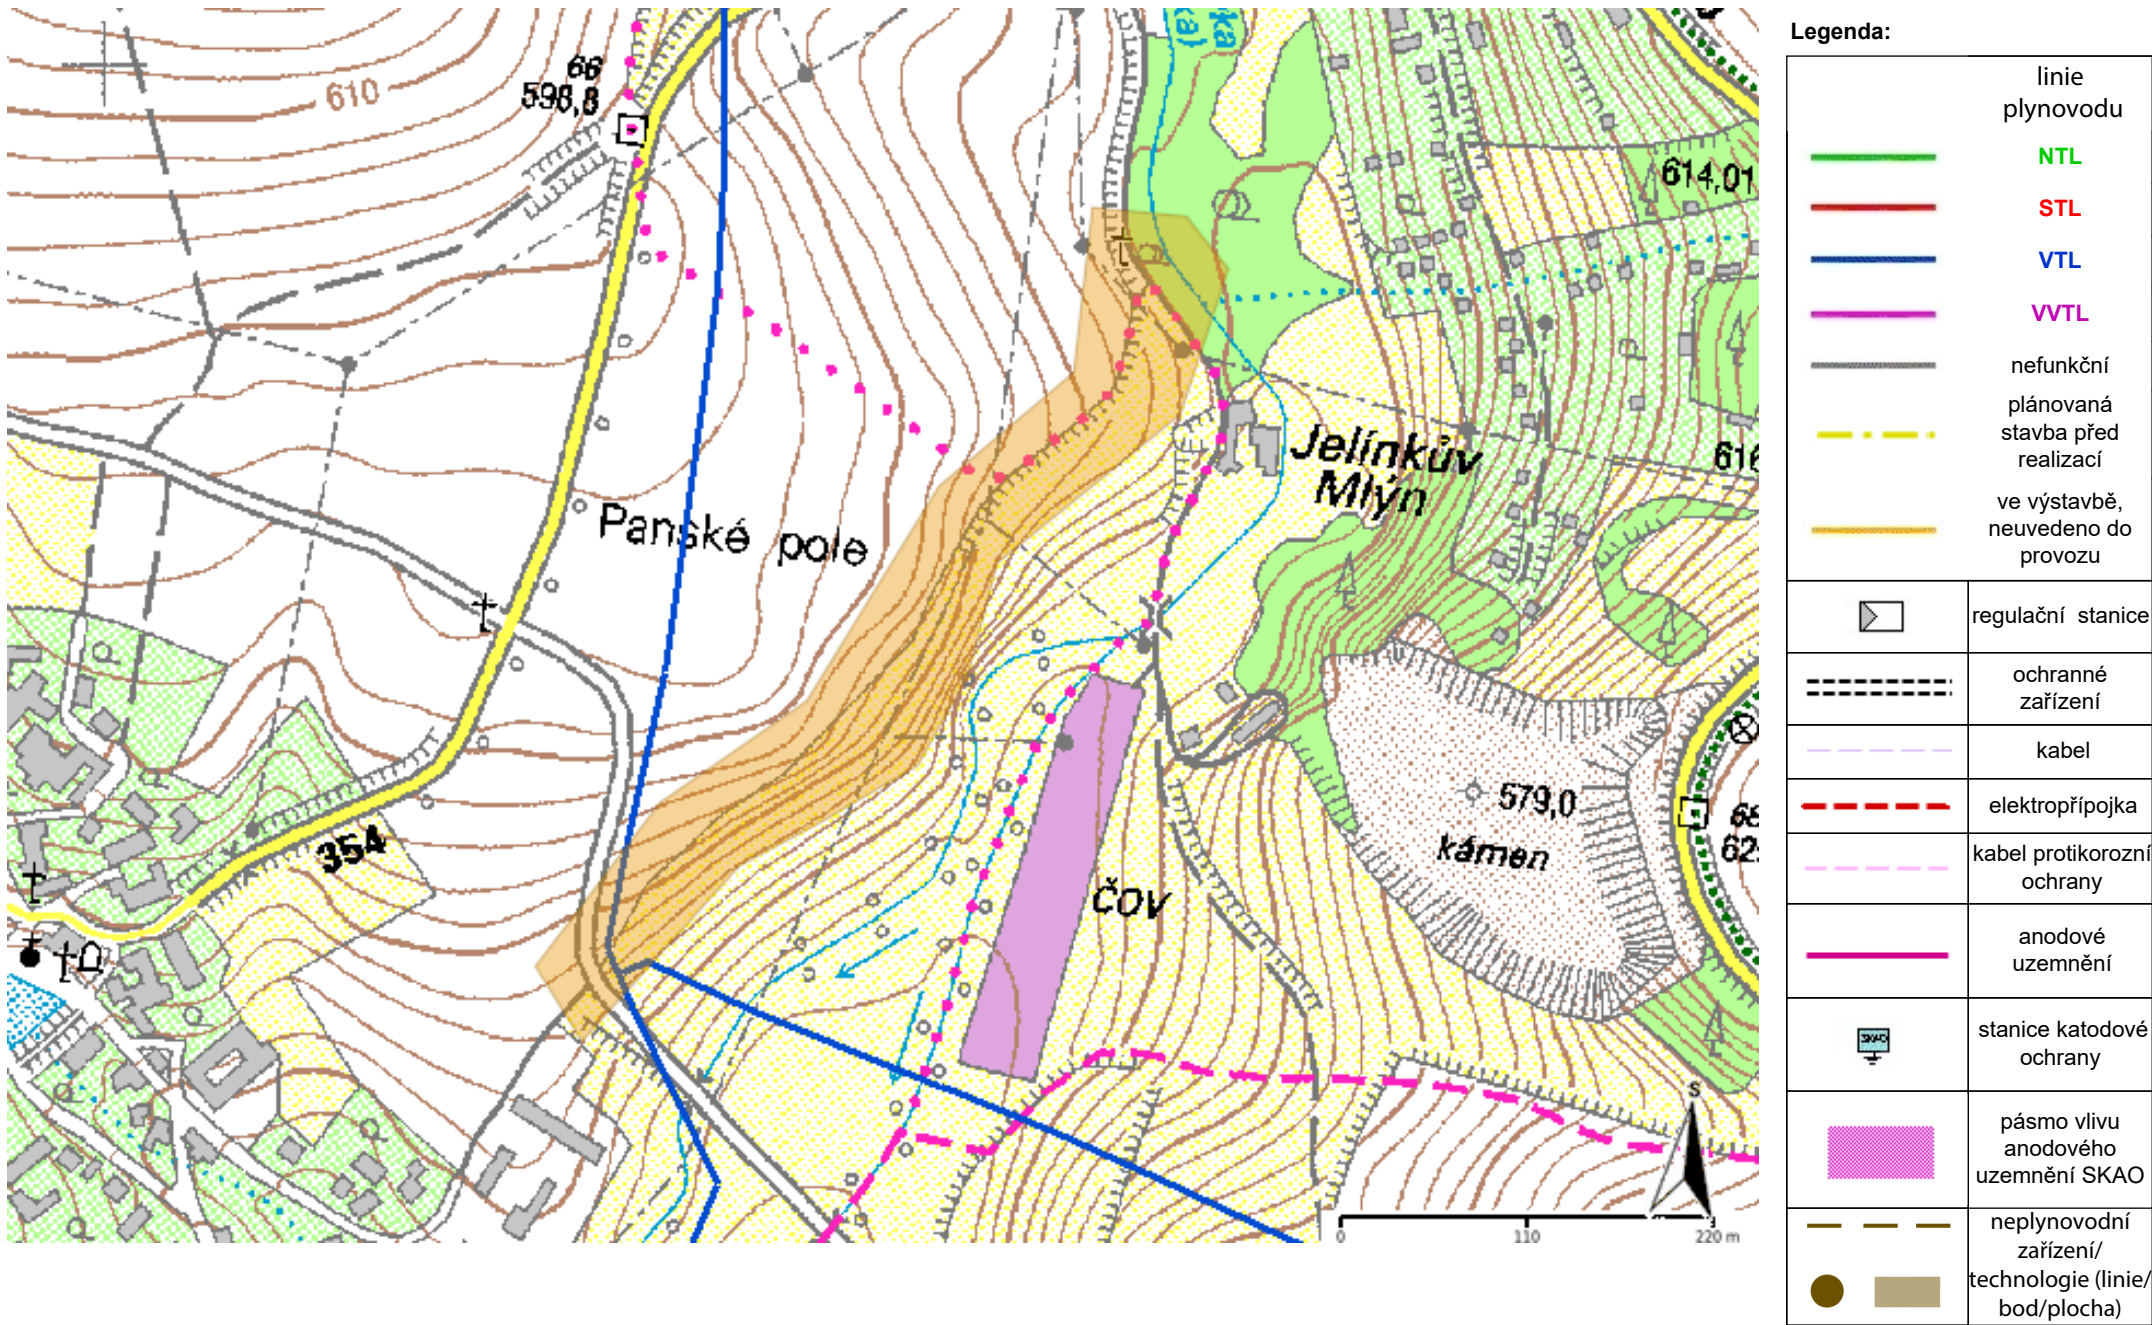 610
66
598,8
614,01
Jelínkův
Mlýn
616
Panské pole
354
ČOV
579,0
kámen
S
0
110
220 m
Legenda:
linie
plynovodu
NTL
STL
VTL
VVTL
nefunkční
plánovaná
stavba před
realizací
ve výstavbě,
neuvedeno do
provozu
regulační stanice
ochranné
zařízení
kabel
elektropřípojka
kabel protikorozní
ochrany
anodové
uzemnění
SKAO
stanice katodové
ochrany
pásmo vlivu
anodového
uzemnění SKAO
neplynovodní
zařízení/
technologie (linie/
bod/plocha)